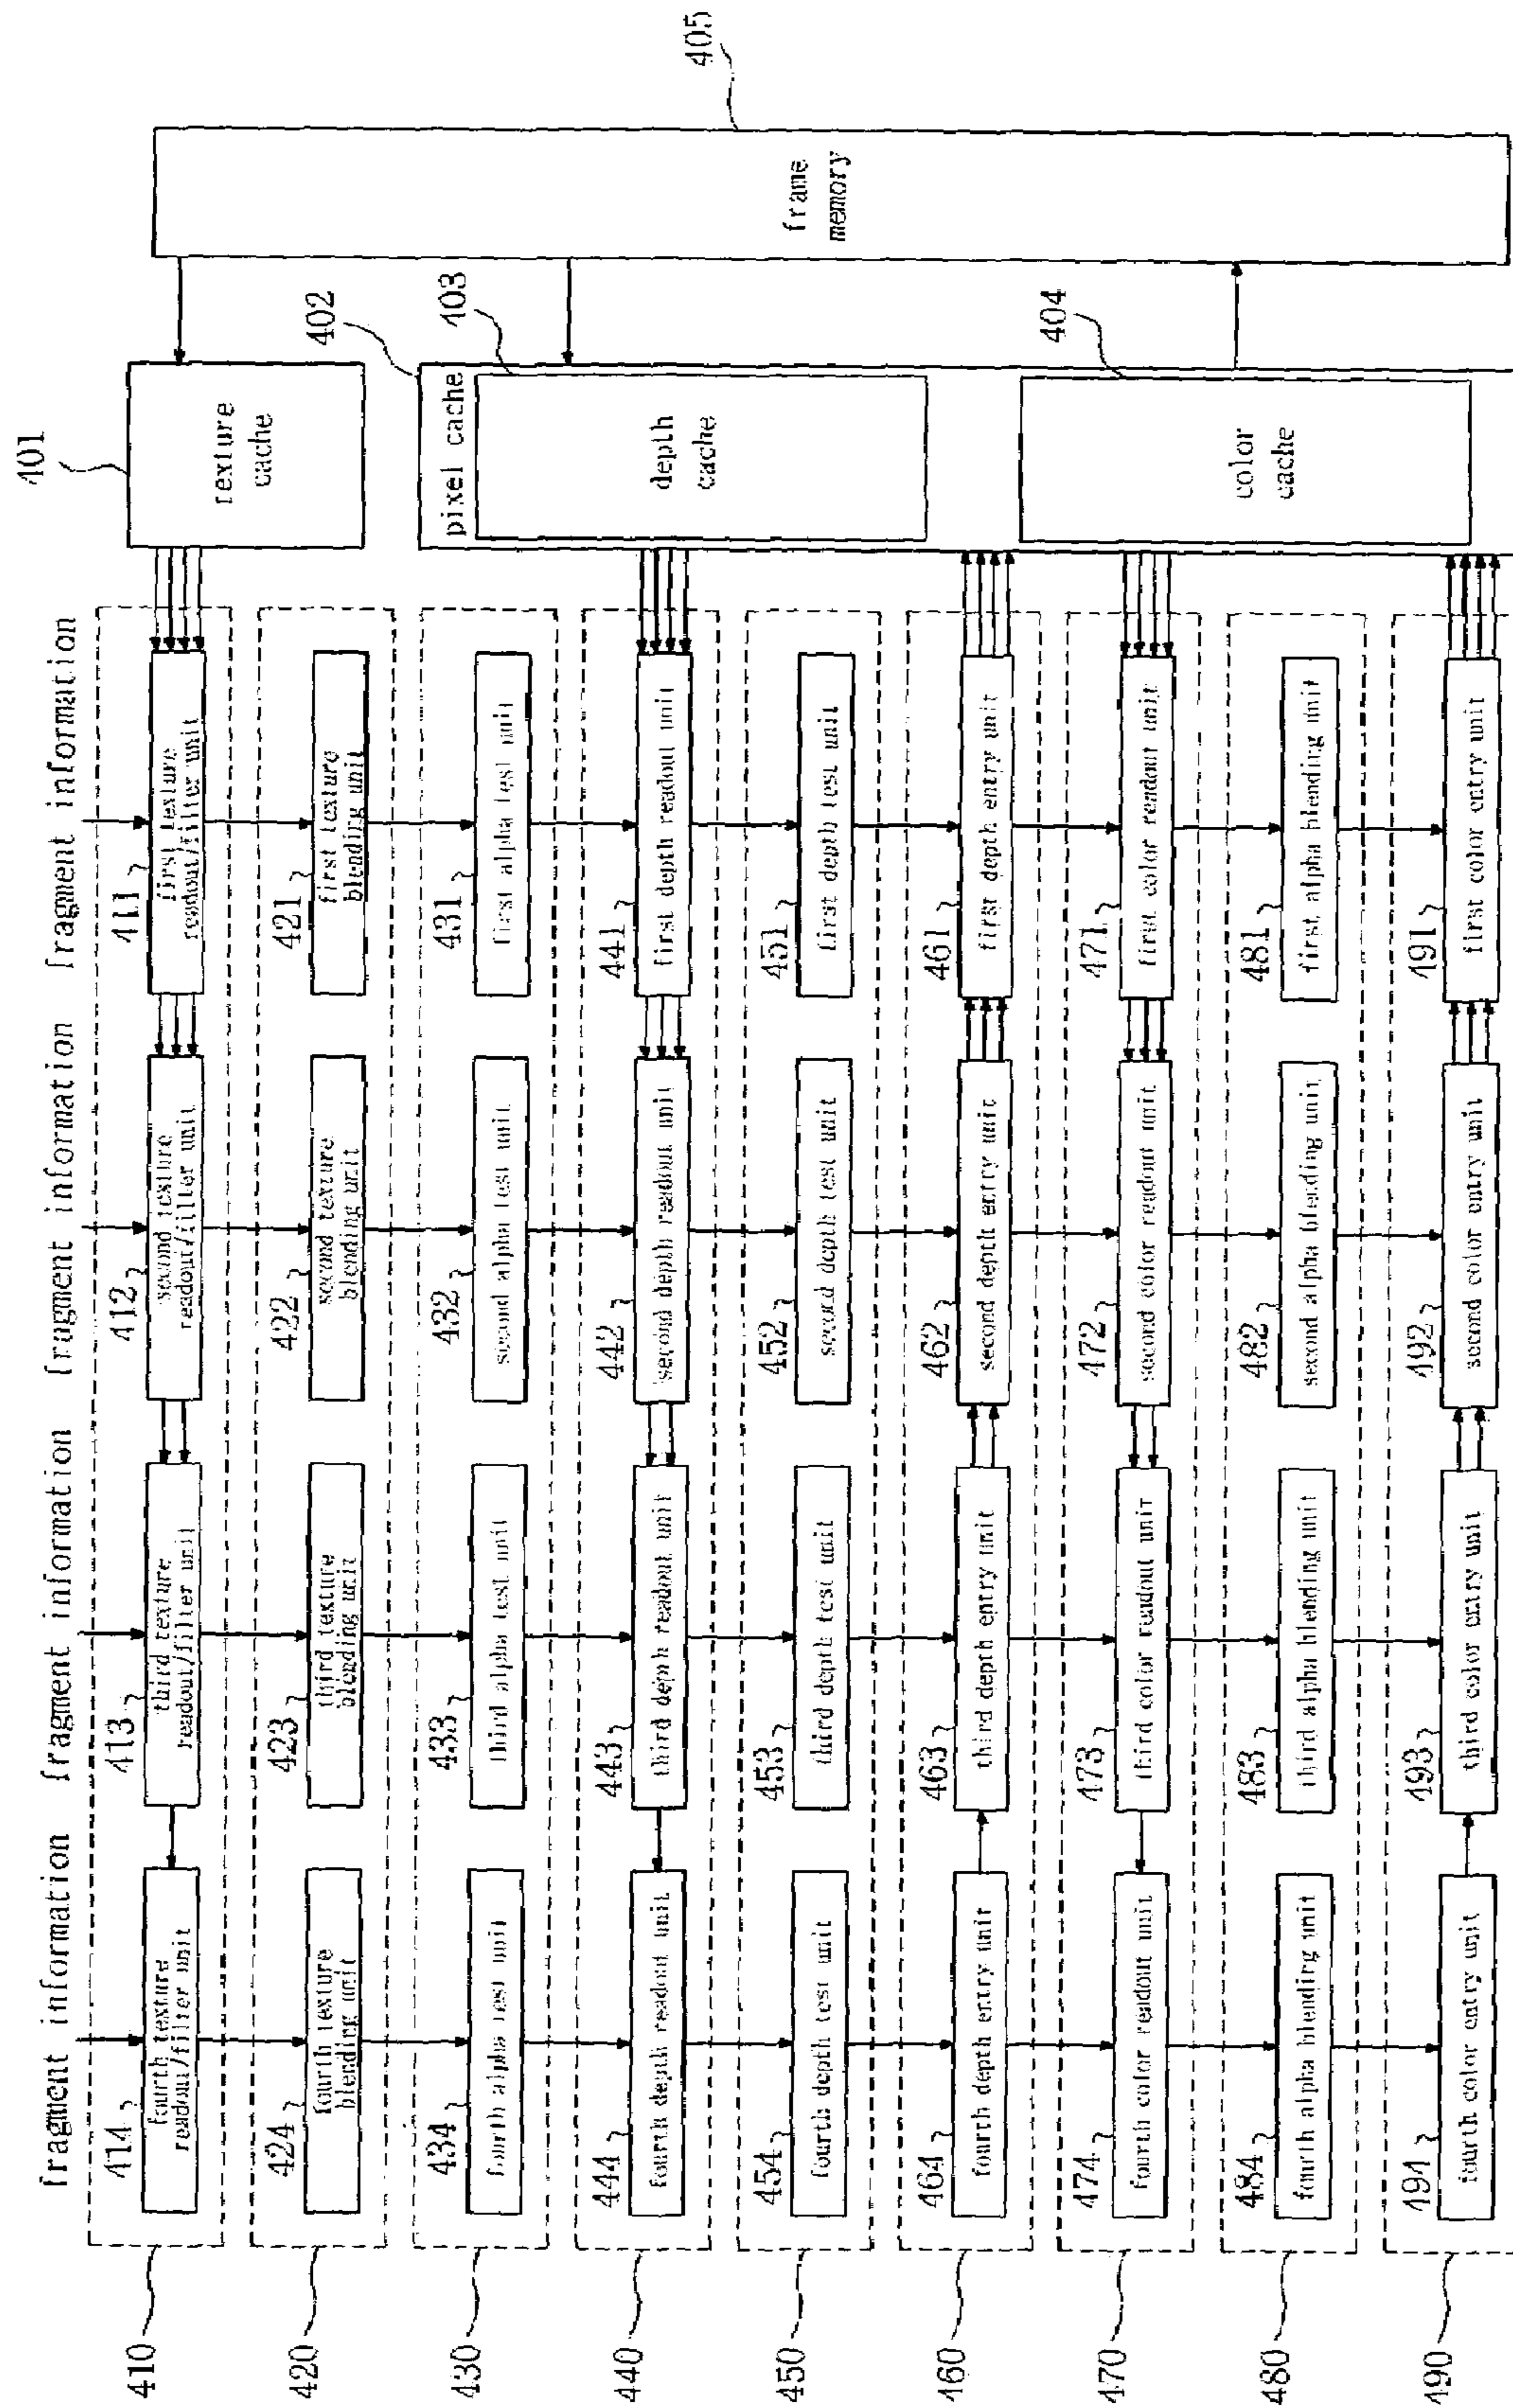 fragment information fragment information fragment information fragment information
410
414
fourth texture
readout/filter unit
413
third texture
readout/filter unit
412
second
readout/filter unit
411
first texture
readout/filter unit
401
texture
cache
420
424
fourth texture
blending unit
423
third texture
blending unit
422
second texture
blending unit
421
first texture
blending unit
430
434
fourth alpha test unit
433
third alpha test unit
432
second alpha test unit
431
first alpha test unit
402
pixel cache
440
444
fourth depth readout unit
443
third depth readout unit
442
second depth readout unit
441
first depth readout unit
403
depth
cache
450
454
fourth depth test unit
453
third depth test unit
452
second depth test unit
451
first depth test unit
405
frame
memory
460
464
fourth depth entry unit
463
third depth entry unit
462
second depth entry unit
461
first depth entry unit
470
474
fourth color readout unit
473
third color readout unit
472
second color readout unit
471
first color readout unit
404
color
cache
480
484
fourth alpha blending unit
483
third alpha blending unit
482
second alpha blending unit
481
first alpha blending unit
490
494
fourth color entry unit
493
third color entry unit
492
second color entry unit
491
first color entry unit